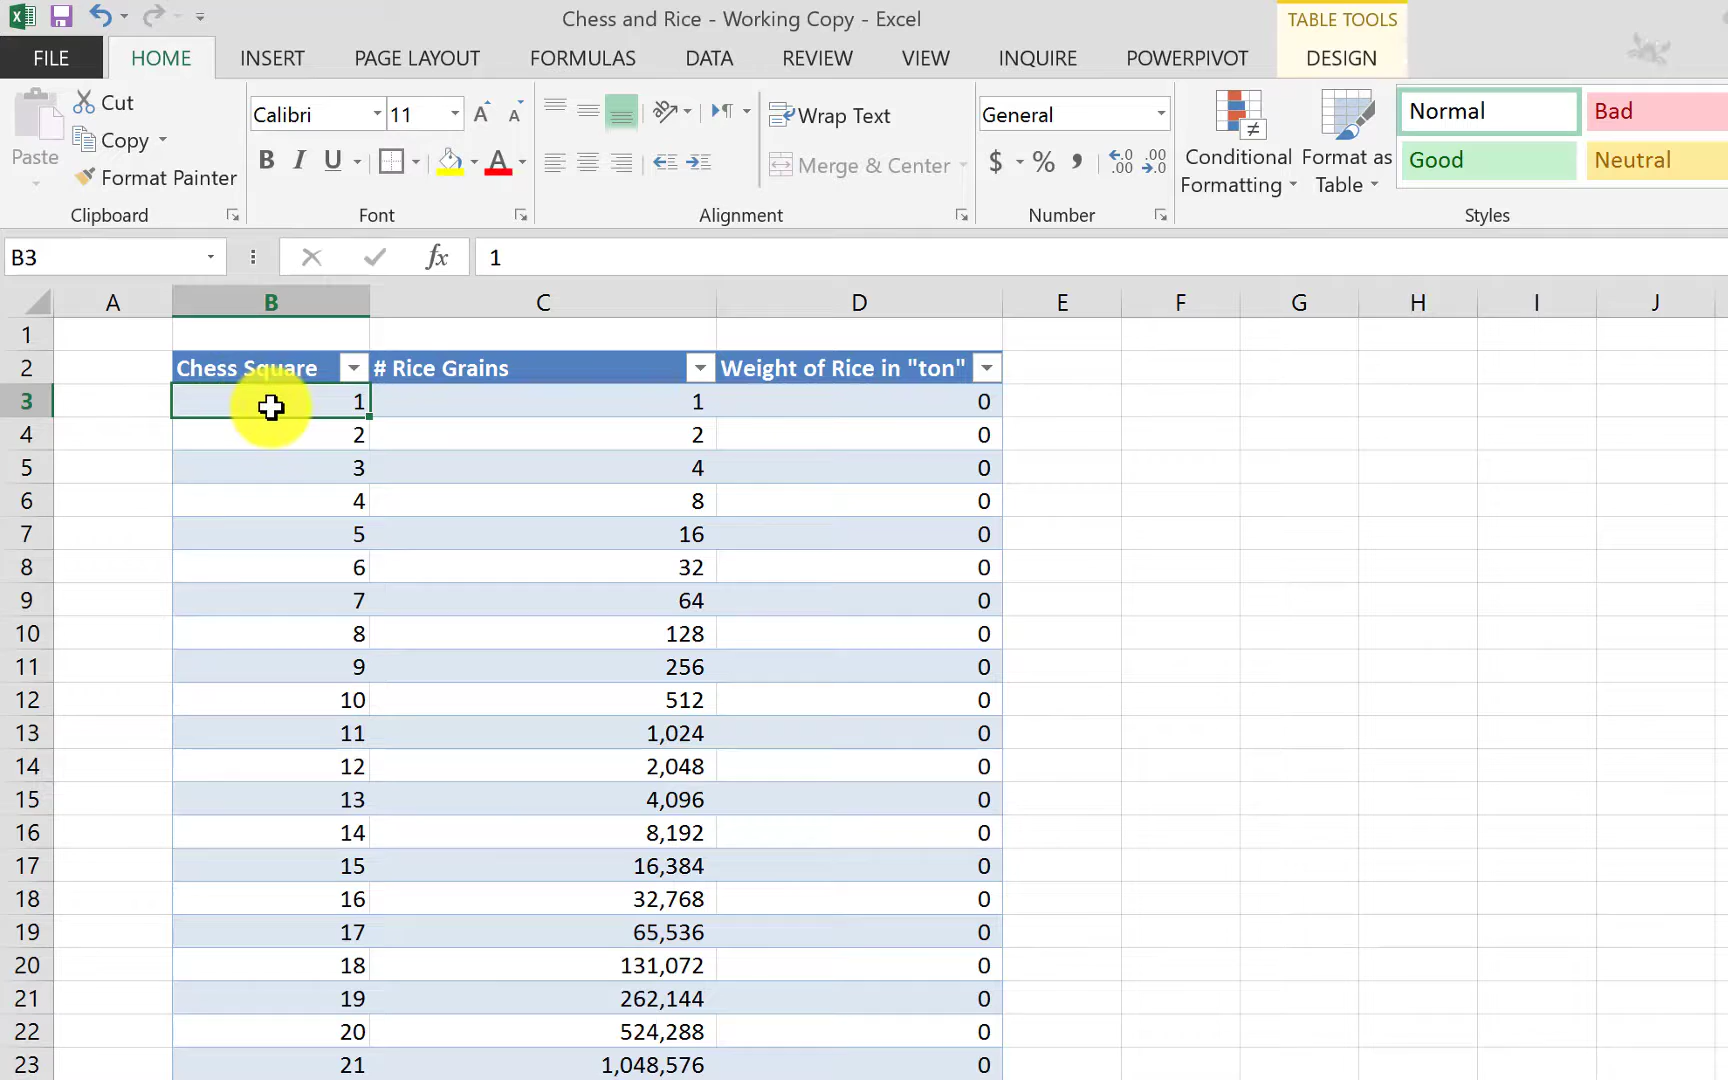 Chess and Rice - Working Copy - Excel
TABLE TOOLS
FILE HOME INSERT PAGE LAYOUT FORMULAS DATA REVIEW VIEW INQUIRE POWERPIVOT DESIGN
Paste
Cut
Copy
Format Painter
Clipboard
Calibri 11
B I U A
Font
Wrap Text
Merge & Center
Alignment
General
$ % , .0 .00 .00 .0
Number
Conditional Formatting
Format as Table
Normal Bad
Good Neutral
Styles
B3 fx 1
A B C D E F G H I J
1
2 Chess Square # Rice Grains Weight of Rice in "ton"
3 1 1 0
4 2 2 0
5 3 4 0
6 4 8 0
7 5 16 0
8 6 32 0
9 7 64 0
10 8 128 0
11 9 256 0
12 10 512 0
13 11 1,024 0
14 12 2,048 0
15 13 4,096 0
16 14 8,192 0
17 15 16,384 0
18 16 32,768 0
19 17 65,536 0
20 18 131,072 0
21 19 262,144 0
22 20 524,288 0
23 21 1,048,576 0